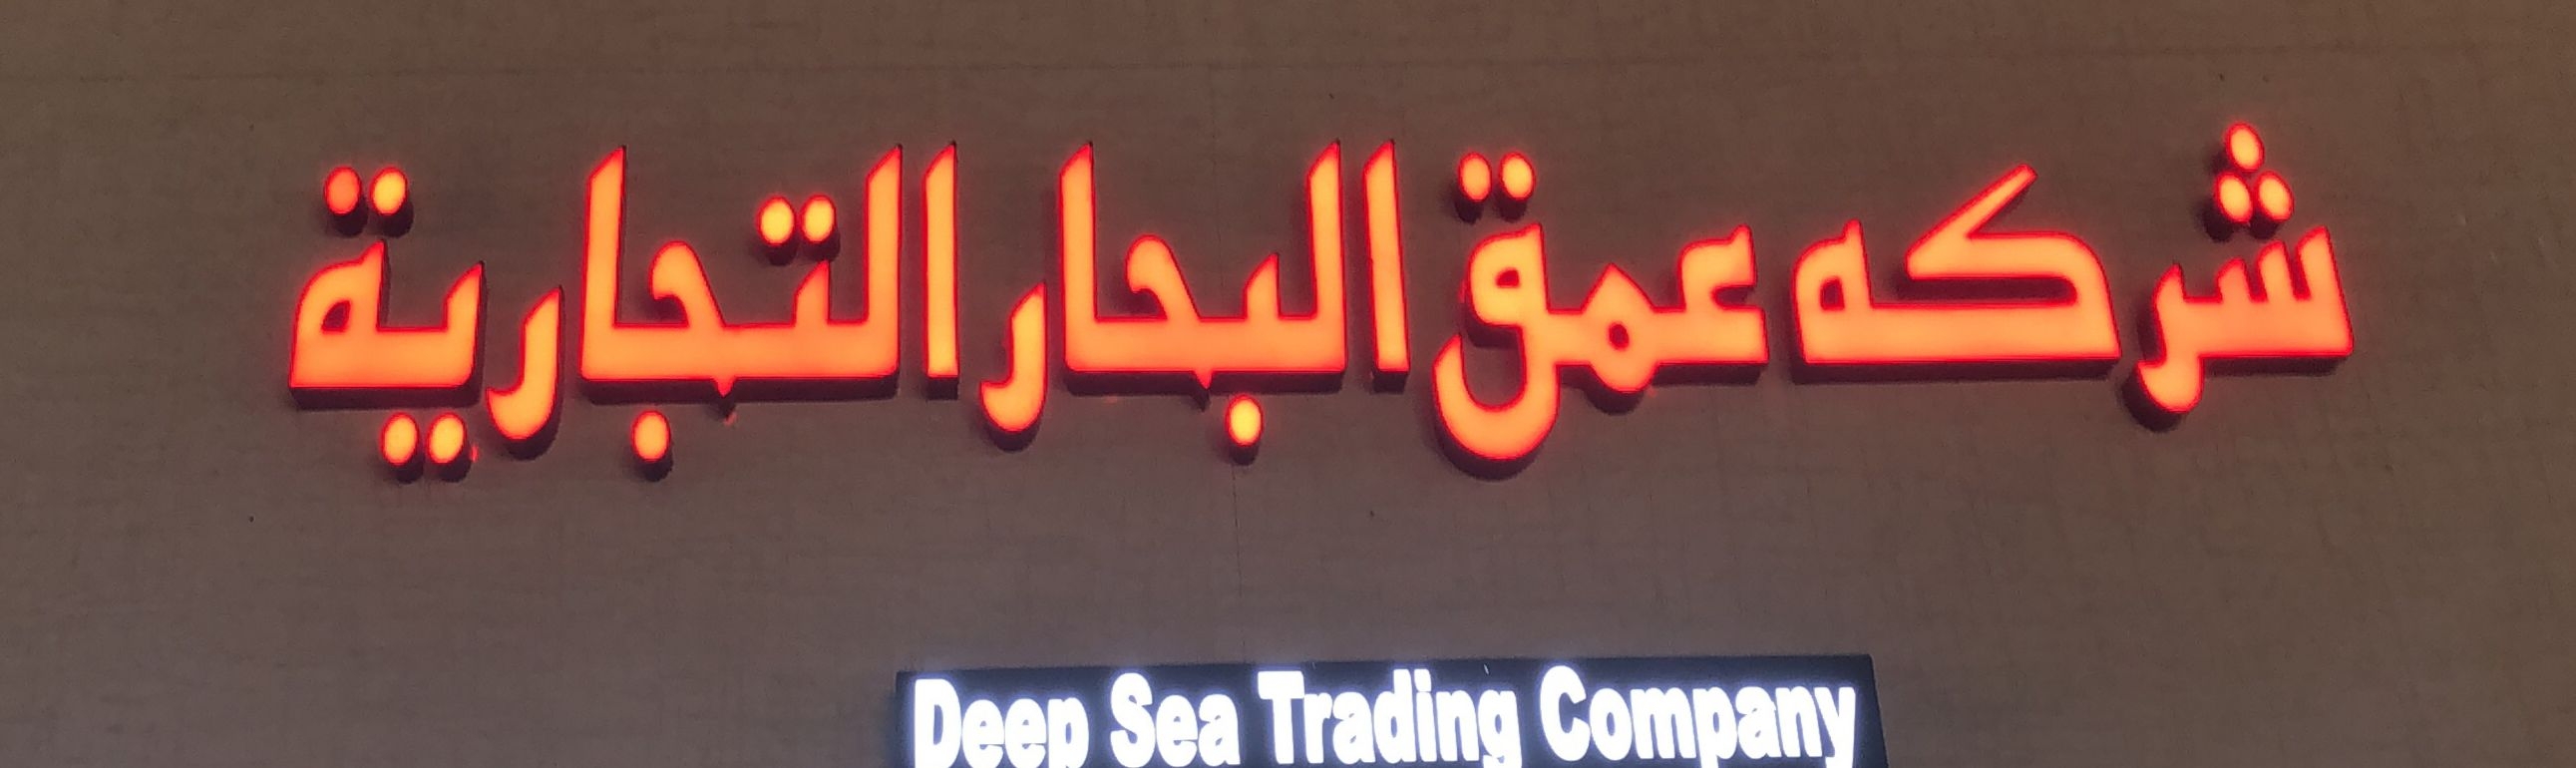 شركه عمق البحار التجارية
Deep Sea Trading Company